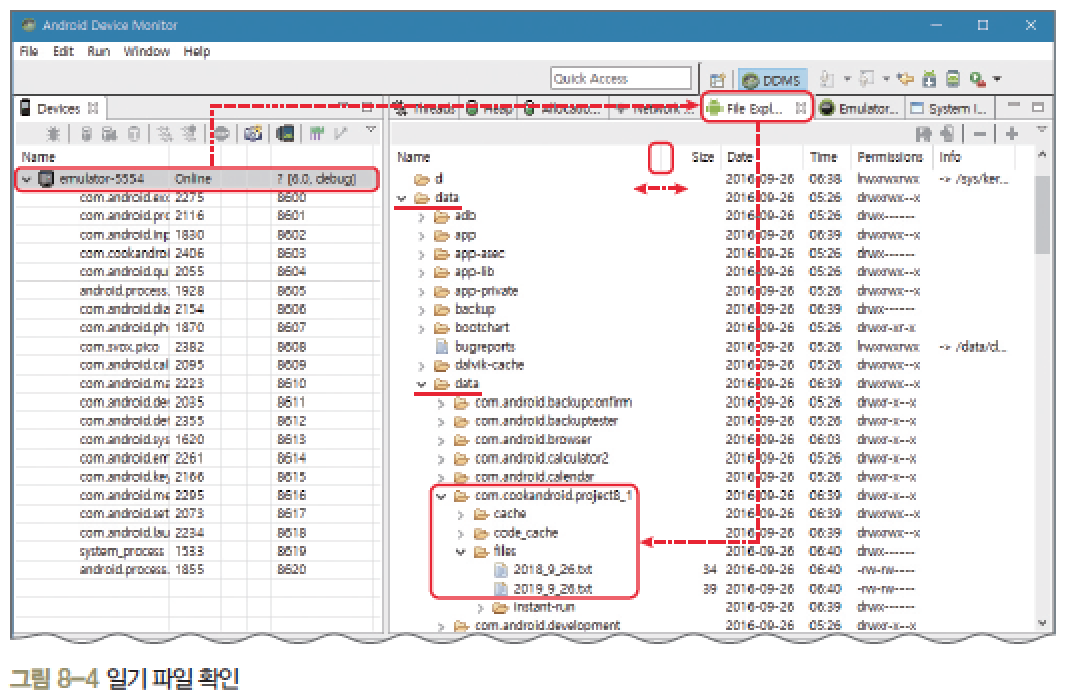 Android Device Monitor
File Edit Run Window Help
Quick Access
DDMS
Devices
Threads Heap Allocatio... Network... File Expl... Emulator... System I...
Name
emulator-5554 Online ? [6.0, debug]
com.android.exc 2275 8600
com.android.prc 2116 8601
com.android.inp 1830 8602
com.cookandroi 2406 8603
com.android.qui 2055 8604
android.process. 1928 8605
com.android.dia 2154 8606
com.android.ph 1870 8607
com.svox.pico 2382 8608
com.android.cal 2095 8609
com.android.ma 2223 8610
com.android.des 2035 8611
com.android.def 2355 8612
com.android.sys 1620 8613
com.android.em 2261 8614
com.android.key 2166 8615
com.android.me 2295 8616
com.android.set 2073 8617
com.android.lau 2234 8618
system_process 1533 8619
android.process. 1855 8620
Name Size Date Time Permissions Info
d 2016-09-26 06:38 lrwxrwxrwx -> /sys/ker...
data 2016-09-26 05:26 drwxrwx--x
adb 2016-09-26 05:26 drwx------
app 2016-09-26 06:39 drwxrwx--x
app-asec 2016-09-26 05:26 drwx------
app-lib 2016-09-26 05:26 drwxrwx--x
app-private 2016-09-26 05:26 drwxrwx--x
backup 2016-09-26 06:39 drwx------
bootchart 2016-09-26 05:26 drwxr-xr-x
bugreports 2016-09-26 05:26 lrwxrwxrwx -> /data/d...
dalvik-cache 2016-09-26 05:26 drwxrwx--x
data 2016-09-26 06:39 drwxrwx--x
com.android.backupconfirm 2016-09-26 05:26 drwxr-x--x
com.android.backuptester 2016-09-26 05:26 drwxr-x--x
com.android.browser 2016-09-26 06:03 drwxr-x--x
com.android.calculator2 2016-09-26 05:26 drwxr-x--x
com.android.calendar 2016-09-26 05:26 drwxr-x--x
com.cookandroid.project8_1 2016-09-26 06:39 drwxr-x--x
cache 2016-09-26 06:39 drwxrwx--x
code_cache 2016-09-26 06:39 drwxrwx--x
files 2016-09-26 06:40 drwx------
2018_9_26.txt 34 2016-09-26 06:40 -rw-rw----
2019_9_26.txt 39 2016-09-26 06:40 -rw-rw----
instant-run 2016-09-26 06:39 drwx------
com.android.development 2016-09-26 05:26 drwxr-x--x
그림 8-4 일기 파일 확인